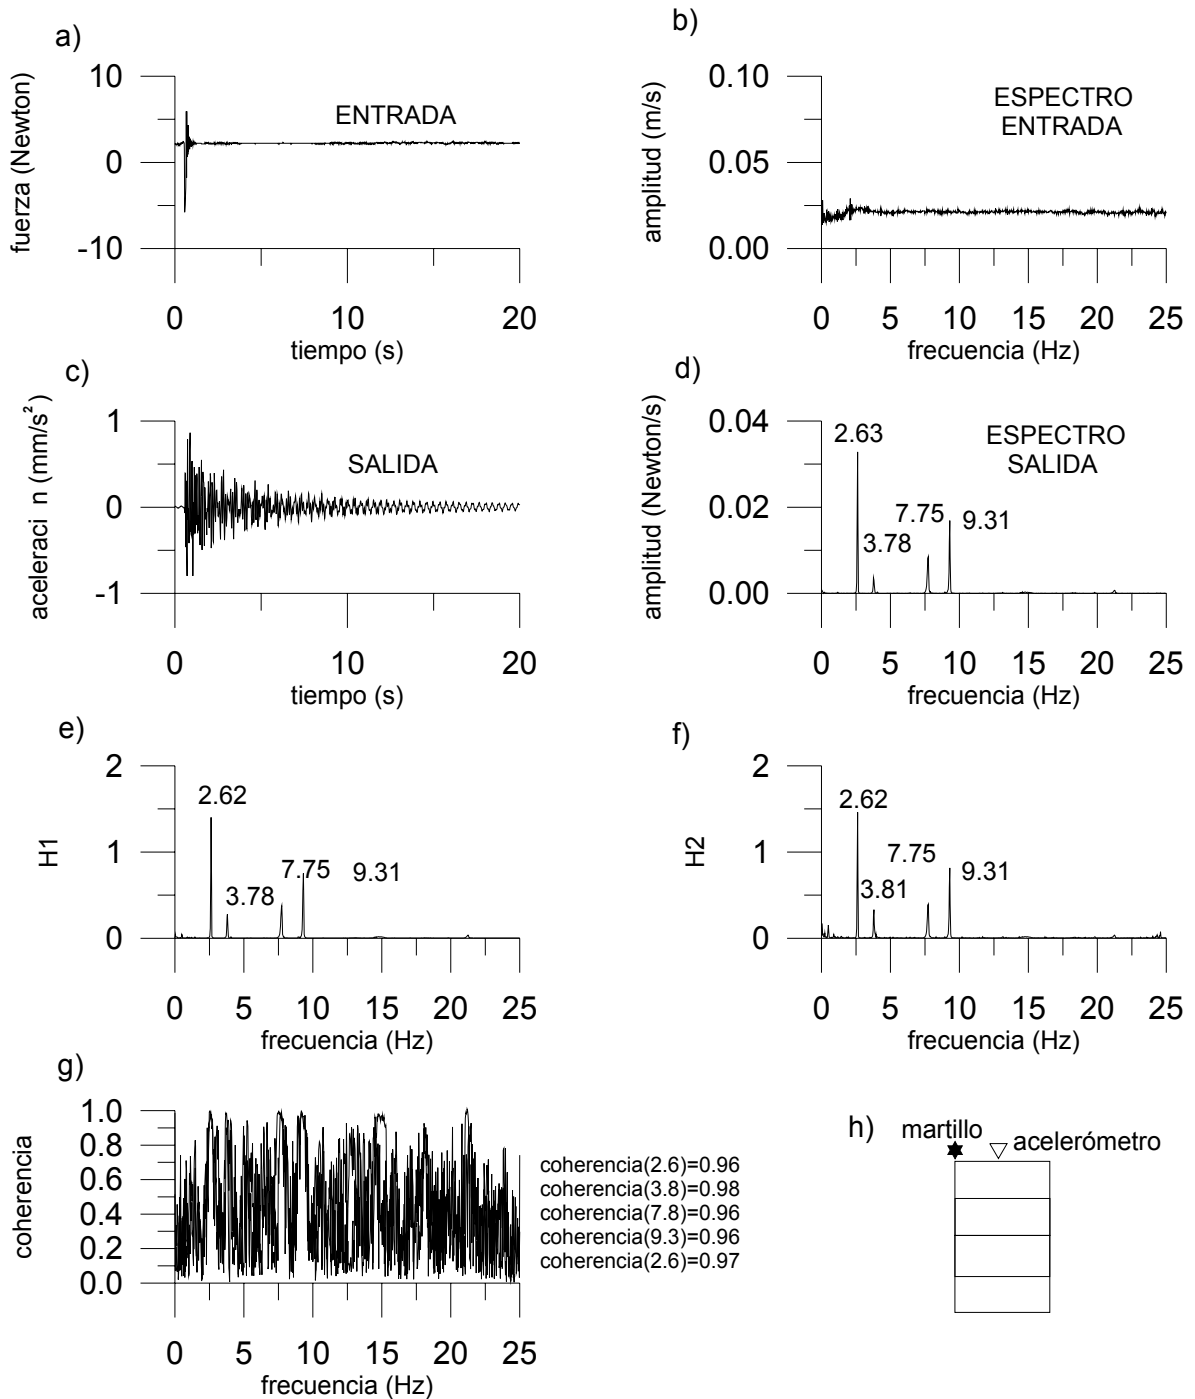 a)
fuerza (Newton)
10
0
-10
ENTRADA
0 10 20
tiempo (s)
b)
amplitud (m/s)
0.10
0.05
0.00
ESPECTRO
ENTRADA
0 5 10 15 20 25
frecuencia (Hz)
c)
aceleraci n (mm/s²)
1
0
-1
SALIDA
0 10 20
tiempo (s)
d)
amplitud (Newton/s)
0.04
0.02
0.00
ESPECTRO
SALIDA
2.63
3.78
7.75
9.31
0 5 10 15 20 25
frecuencia (Hz)
e)
H1
2
1
0
2.62
3.78
7.75
9.31
0 5 10 15 20 25
frecuencia (Hz)
f)
H2
2
1
0
2.62
3.81
7.75
9.31
0 5 10 15 20 25
frecuencia (Hz)
g)
coherencia
1.0
0.8
0.6
0.4
0.2
0.0
0 5 10 15 20 25
frecuencia (Hz)
coherencia(2.6)=0.96
coherencia(3.8)=0.98
coherencia(7.8)=0.96
coherencia(9.3)=0.96
coherencia(2.6)=0.97
h)
martillo
acelerómetro